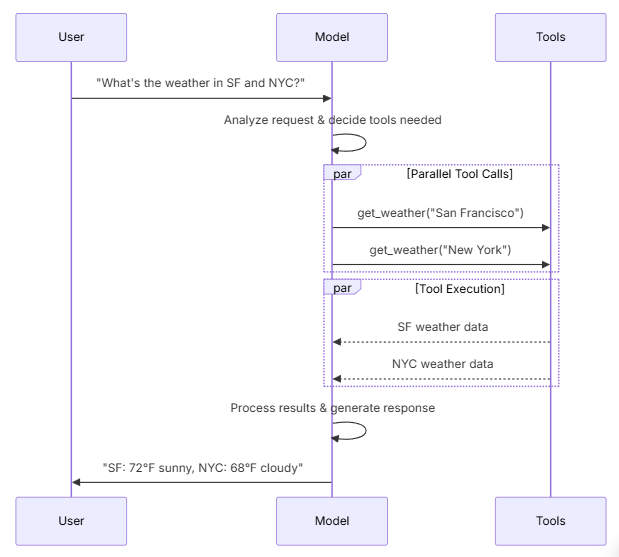 User Model Tools
"What's the weather in SF and NYC?"
Analyze request & decide tools needed
par [Parallel Tool Calls]
get_weather("San Francisco")
get_weather("New York")
par [Tool Execution]
SF weather data
NYC weather data
Process results & generate response
"SF: 72°F sunny, NYC: 68°F cloudy"
User Model Tools